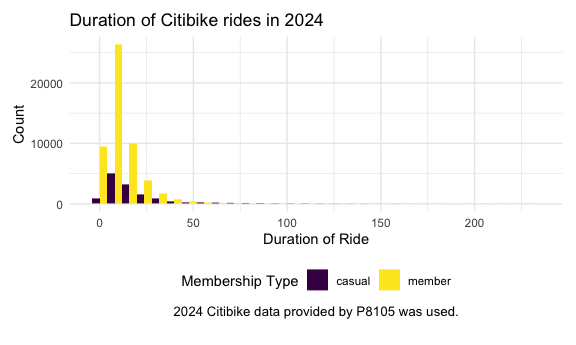 Duration of Citibike rides in 2024
Count
20000
10000
0
0 50 100 150 200
Duration of Ride
Membership Type casual member
2024 Citibike data provided by P8105 was used.